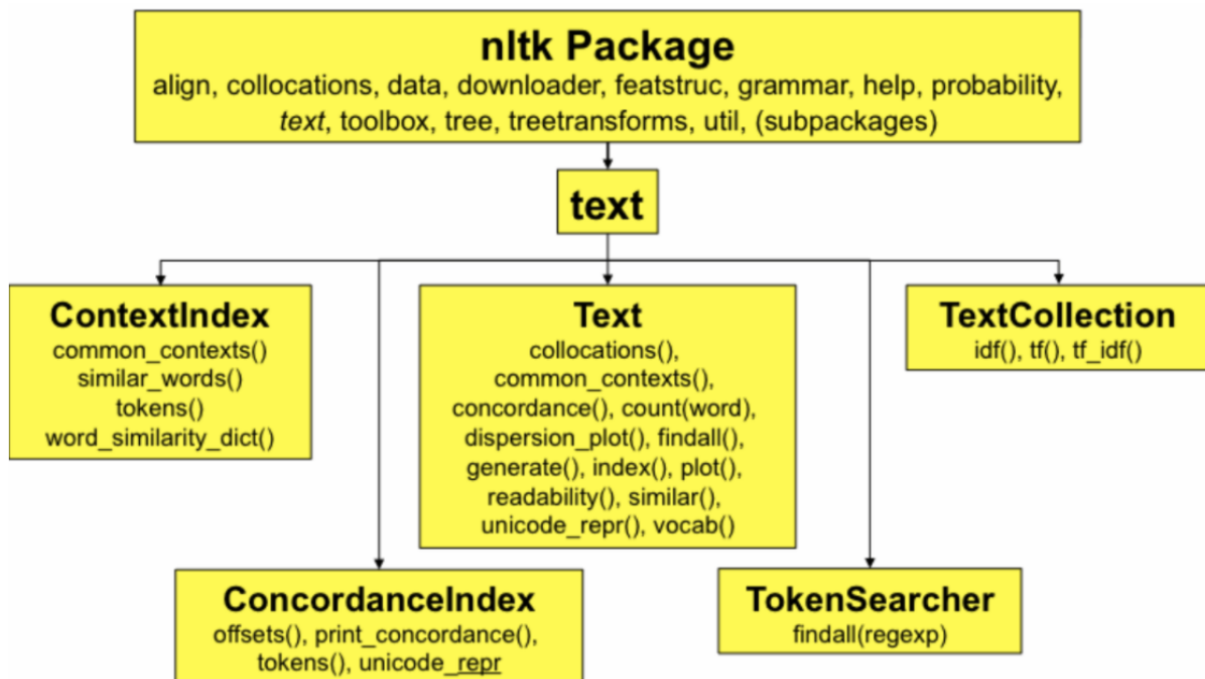 nltk Package
align, collocations, data, downloader, featstruc, grammar, help, probability,
text, toolbox, tree, treetransforms, util, (subpackages)
text
ContextIndex
common_contexts()
similar_words()
tokens()
word_similarity_dict()
Text
collocations(),
common_contexts(),
concordance(), count(word),
dispersion_plot(), findall(),
generate(), index(), plot(),
readability(), similar(),
unicode_repr(), vocab()
TextCollection
idf(), tf(), tf_idf()
ConcordanceIndex
offsets(), print_concordance(),
tokens(), unicode_repr
TokenSearcher
findall(regexp)